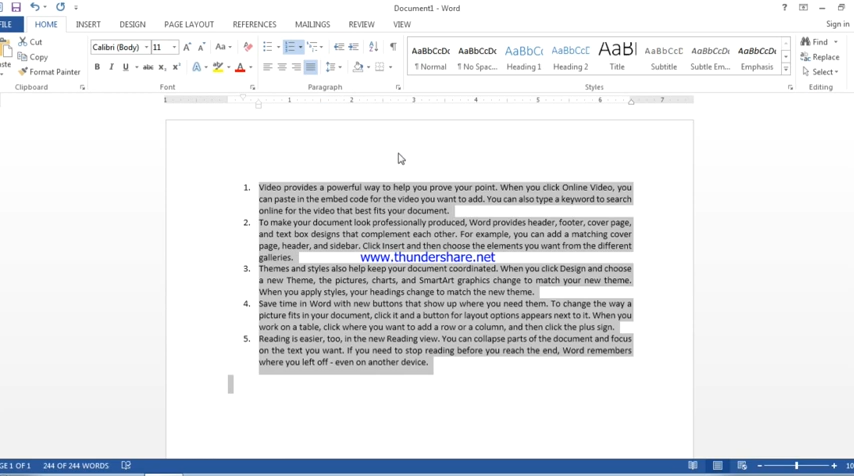 Document1 - Word
FILE HOME INSERT DESIGN PAGE LAYOUT REFERENCES MAILINGS REVIEW VIEW Sign in
Cut
Copy
Format Painter
Clipboard
Calibri (Body) 11
Font
Paragraph
AaBbCcDc AaBbCcDc AaBbCc AaBbCcD AaBl AaBbCcD AaBbCcDc AaBbCcDc
¶ Normal ¶ No Spac... Heading 1 Heading 2 Title Subtitle Subtle Em... Emphasis
Styles
Find
Replace
Select
Editing
1 1 2 3 4 5 6 7
1. Video provides a powerful way to help you prove your point. When you click Online Video, you
can paste in the embed code for the video you want to add. You can also type a keyword to search
online for the video that best fits your document.
2. To make your document look professionally produced, Word provides header, footer, cover page,
and text box designs that complement each other. For example, you can add a matching cover
page, header, and sidebar. Click Insert and then choose the elements you want from the different
galleries.
www.thundershare.net
3. Themes and styles also help keep your document coordinated. When you click Design and choose
a new Theme, the pictures, charts, and SmartArt graphics change to match your new theme.
When you apply styles, your headings change to match the new theme.
4. Save time in Word with new buttons that show up where you need them. To change the way a
picture fits in your document, click it and a button for layout options appears next to it. When you
work on a table, click where you want to add a row or a column, and then click the plus sign.
5. Reading is easier, too, in the new Reading view. You can collapse parts of the document and focus
on the text you want. If you need to stop reading before you reach the end, Word remembers
where you left off - even on another device.
GE 1 OF 1 244 OF 244 WORDS